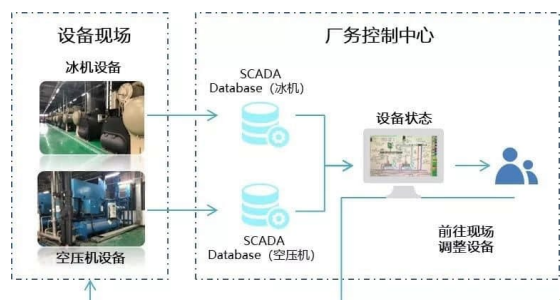 设备现场
厂务控制中心
冰机设备
SCADA
Database（冰机）
设备状态
SCADA
Database（空压机）
空压机设备
前往现场
调整设备